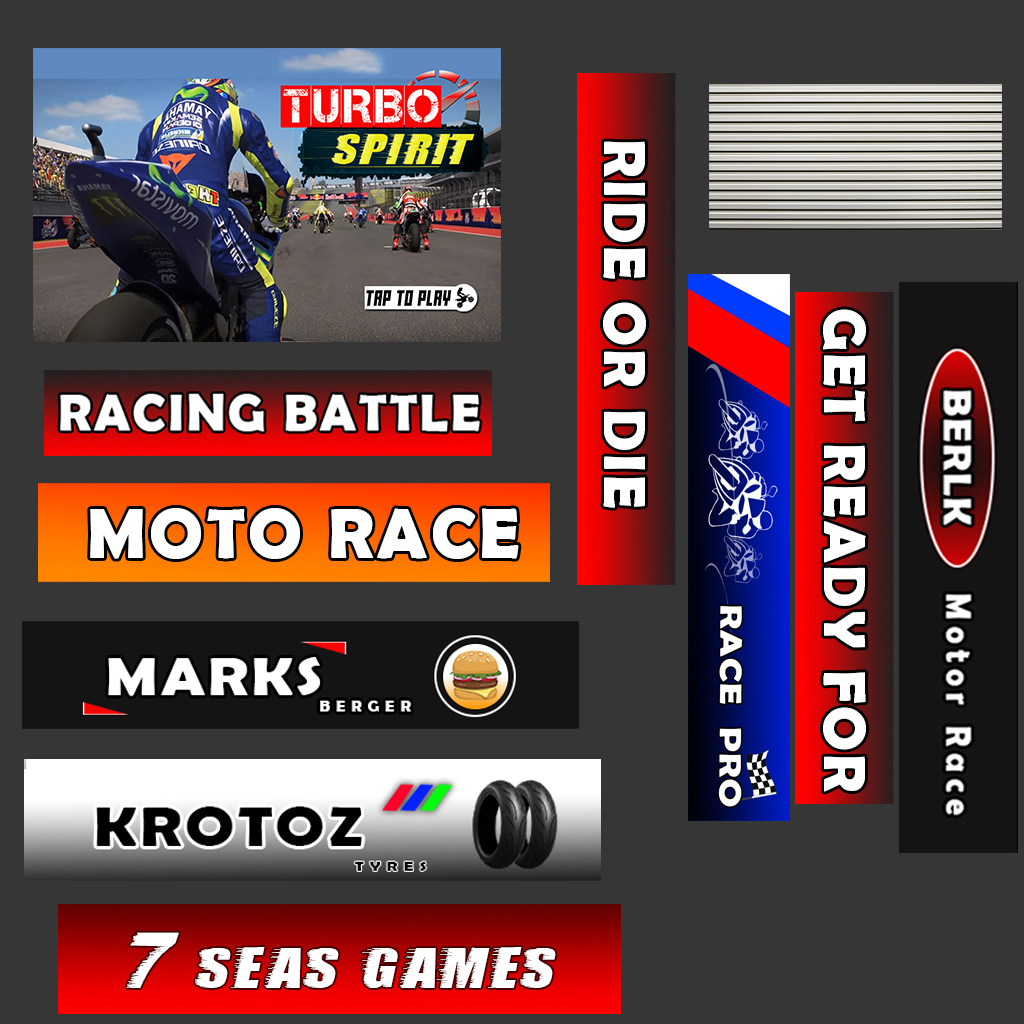 TURBO
SPIRIT
TAP TO PLAY
RACING BATTLE
MOTO RACE
MARKS
BERGER
KROTOZ
TYRES
7 SEAS GAMES
RIDE OR DIE
RACE PRO
GET READY FOR
BERLK
Motor Race